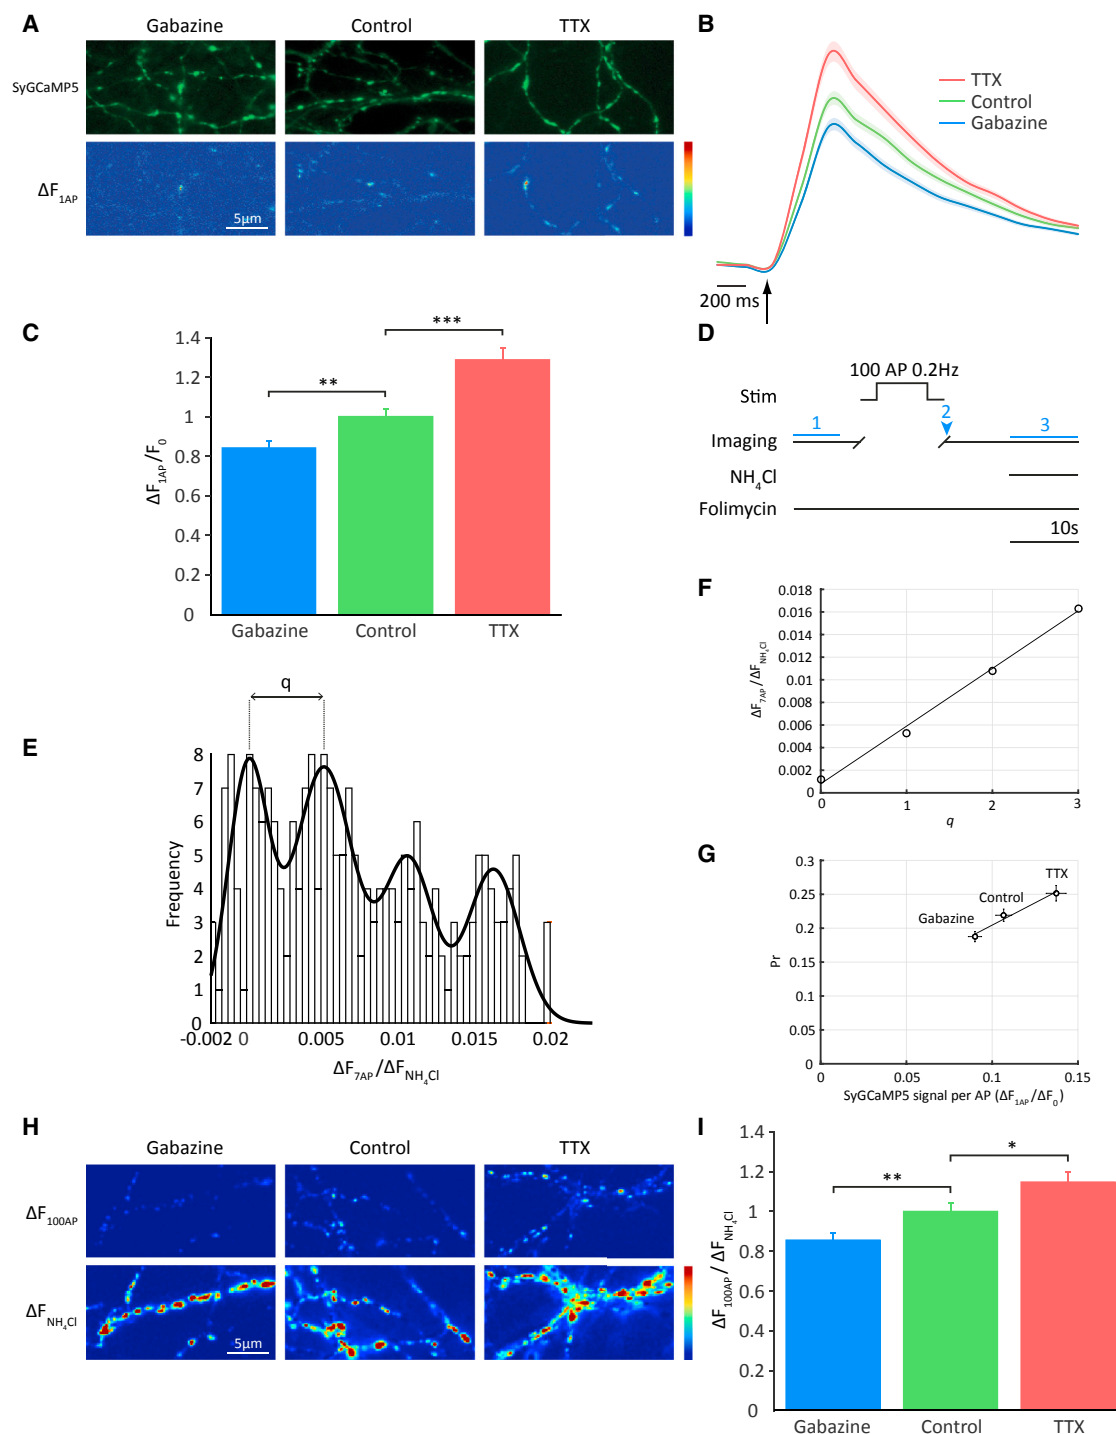 A
Gabazine Control TTX
SyGCaMP5
ΔF1AP
5µm
B
TTX
Control
Gabazine
200 ms
C
ΔF1AP/F0
1.4
1.2
1
0.8
0.6
0.4
0.2
0
**
***
Gabazine Control TTX
D
100 AP 0.2Hz
Stim
1 2 3
Imaging
NH4Cl
Folimycin
10s
E
q
Frequency
8
7
6
5
4
3
2
1
0
-0.002 0 0.005 0.01 0.015 0.02
ΔF7AP/ΔFNH4Cl
F
ΔF7AP/ΔFNH4Cl
0.018
0.016
0.014
0.012
0.01
0.008
0.006
0.004
0.002
0
0 1 2 3
q
G
Pr
0.3
0.25
0.2
0.15
0.1
0.05
0
TTX
Control
Gabazine
0 0.05 0.1 0.15
SyGCaMP5 signal per AP (ΔF1AP/ΔF0)
H
Gabazine Control TTX
ΔF100AP
ΔFNH4Cl
5µm
I
ΔF100AP/ΔFNH4Cl
1.4
1.2
1
0.8
0.6
0.4
0.2
0
**
*
Gabazine Control TTX